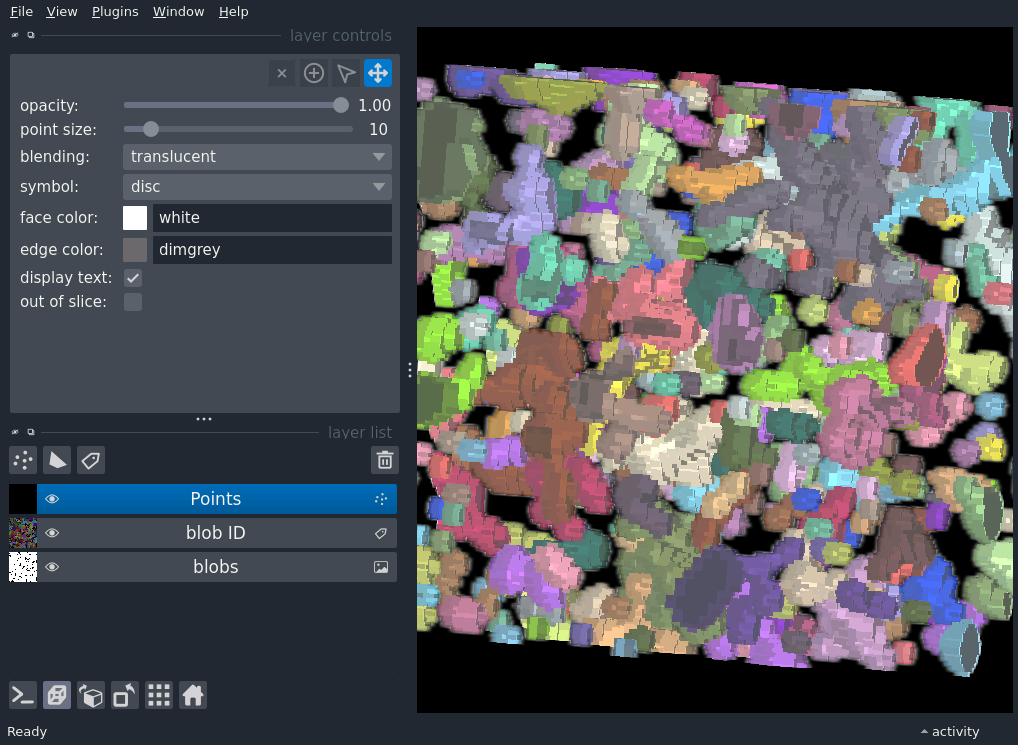 File View Plugins Window Help
layer controls
opacity: 1.00
point size: 10
blending: translucent
symbol: disc
face color: white
edge color: dimgrey
display text:
out of slice:
layer list
Points
blob ID
blobs
Ready activity